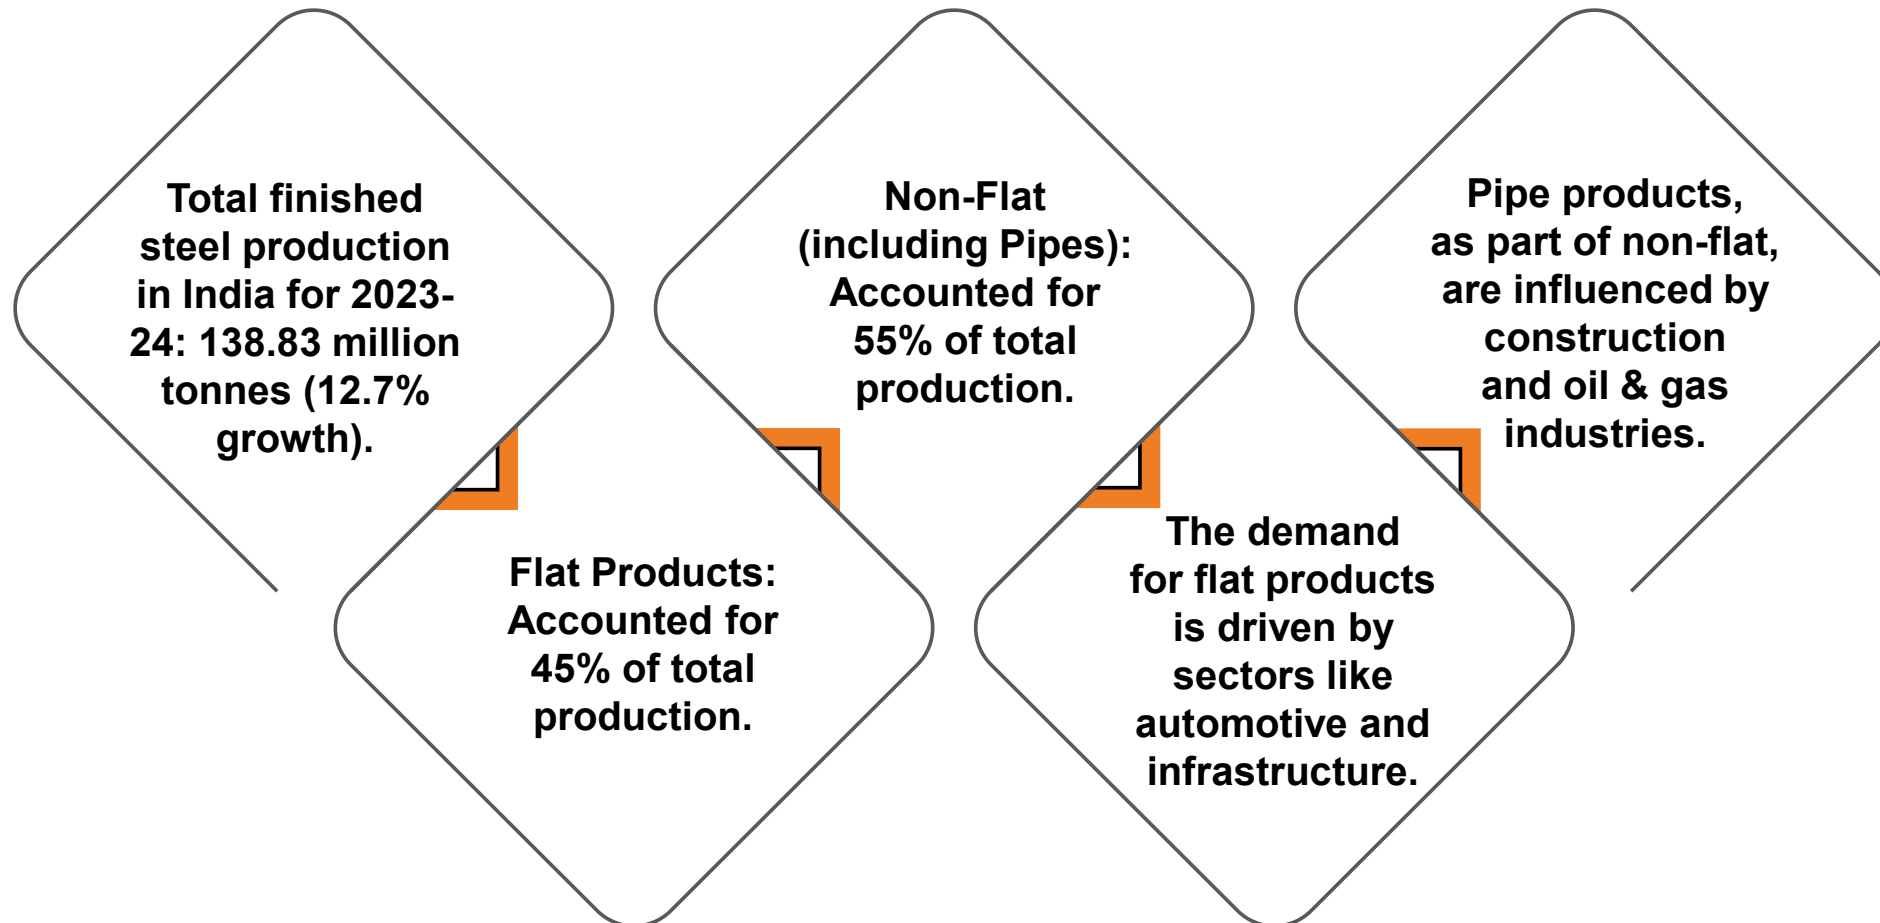 Total finished
steel production
in India for 2023-
24: 138.83 million
tonnes (12.7%
growth).
Flat Products:
Accounted for
45% of total
production.
Non-Flat
(including Pipes):
Accounted for
55% of total
production.
The demand
for flat products
is driven by
sectors like
automotive and
infrastructure.
Pipe products,
as part of non-flat,
are influenced by
construction
and oil & gas
industries.